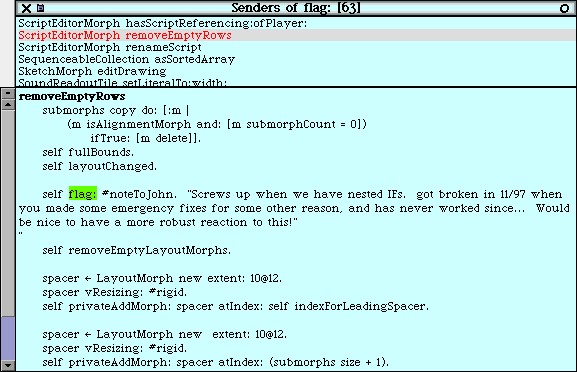 Senders of flag: [63]
ScriptEditorMorph hasScriptReferencing:ofPlayer:
ScriptEditorMorph removeEmptyRows
ScriptEditorMorph renameScript
SequenceableCollection asSortedArray
SketchMorph editDrawing
SoundReadoutTile setLiteralTo:width:
removeEmptyRows
submorphs copy do: [:m |
(m isAlignmentMorph and: [m submorphCount = 0])
ifTrue: [m delete]].
self fullBounds.
self layoutChanged.
self flag: #noteToJohn. "Screws up when we have nested IFs. got broken in 11/97 when
you made some emergency fixes for some other reason, and has never worked since... Would
be nice to have a more robust reaction to this!"
"
self removeEmptyLayoutMorphs.
spacer ← LayoutMorph new extent: 10@12.
spacer vResizing: #rigid.
self privateAddMorph: spacer atIndex: self indexForLeadingSpacer.
spacer ← LayoutMorph new extent: 10@12.
spacer vResizing: #rigid.
self privateAddMorph: spacer atIndex: (submorphs size + 1).